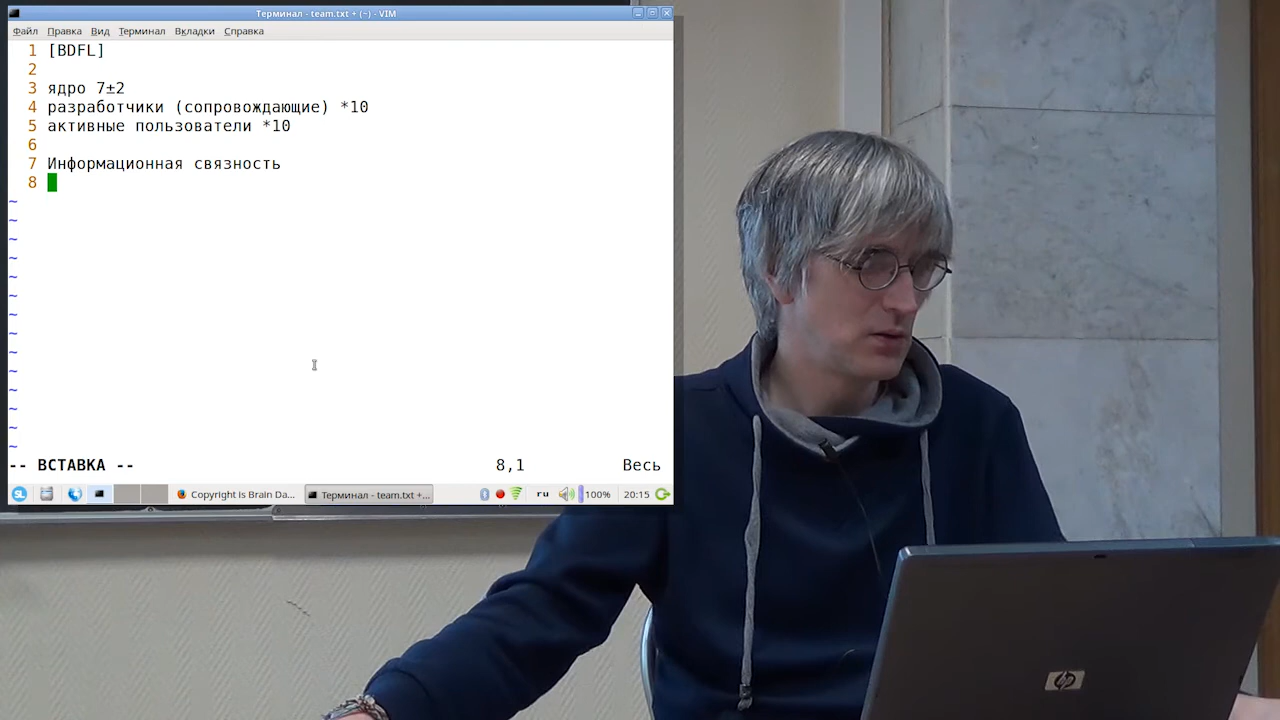 Терминал - team.txt + (~) - VIM
Файл Правка Вид Терминал Вкладки Справка
1 [BDFL]
2
3 ядро 7±2
4 разработчики (сопровождающие) *10
5 активные пользователи *10
6
7 Информационная связность
8
~
~
~
~
~
~
~
~
~
~
~
~
~
~
-- ВСТАВКА -- 8,1 Весь
SL Copyright is Brain Da... Терминал - team.txt +... ru 100% 20:15
hp